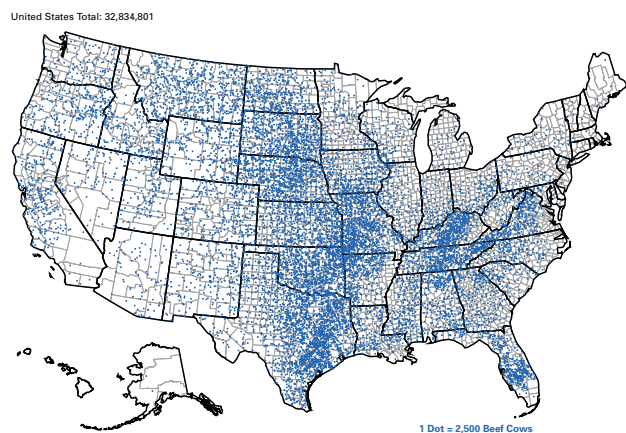 United States Total: 32,834,801
1 Dot = 2,500 Beef Cows